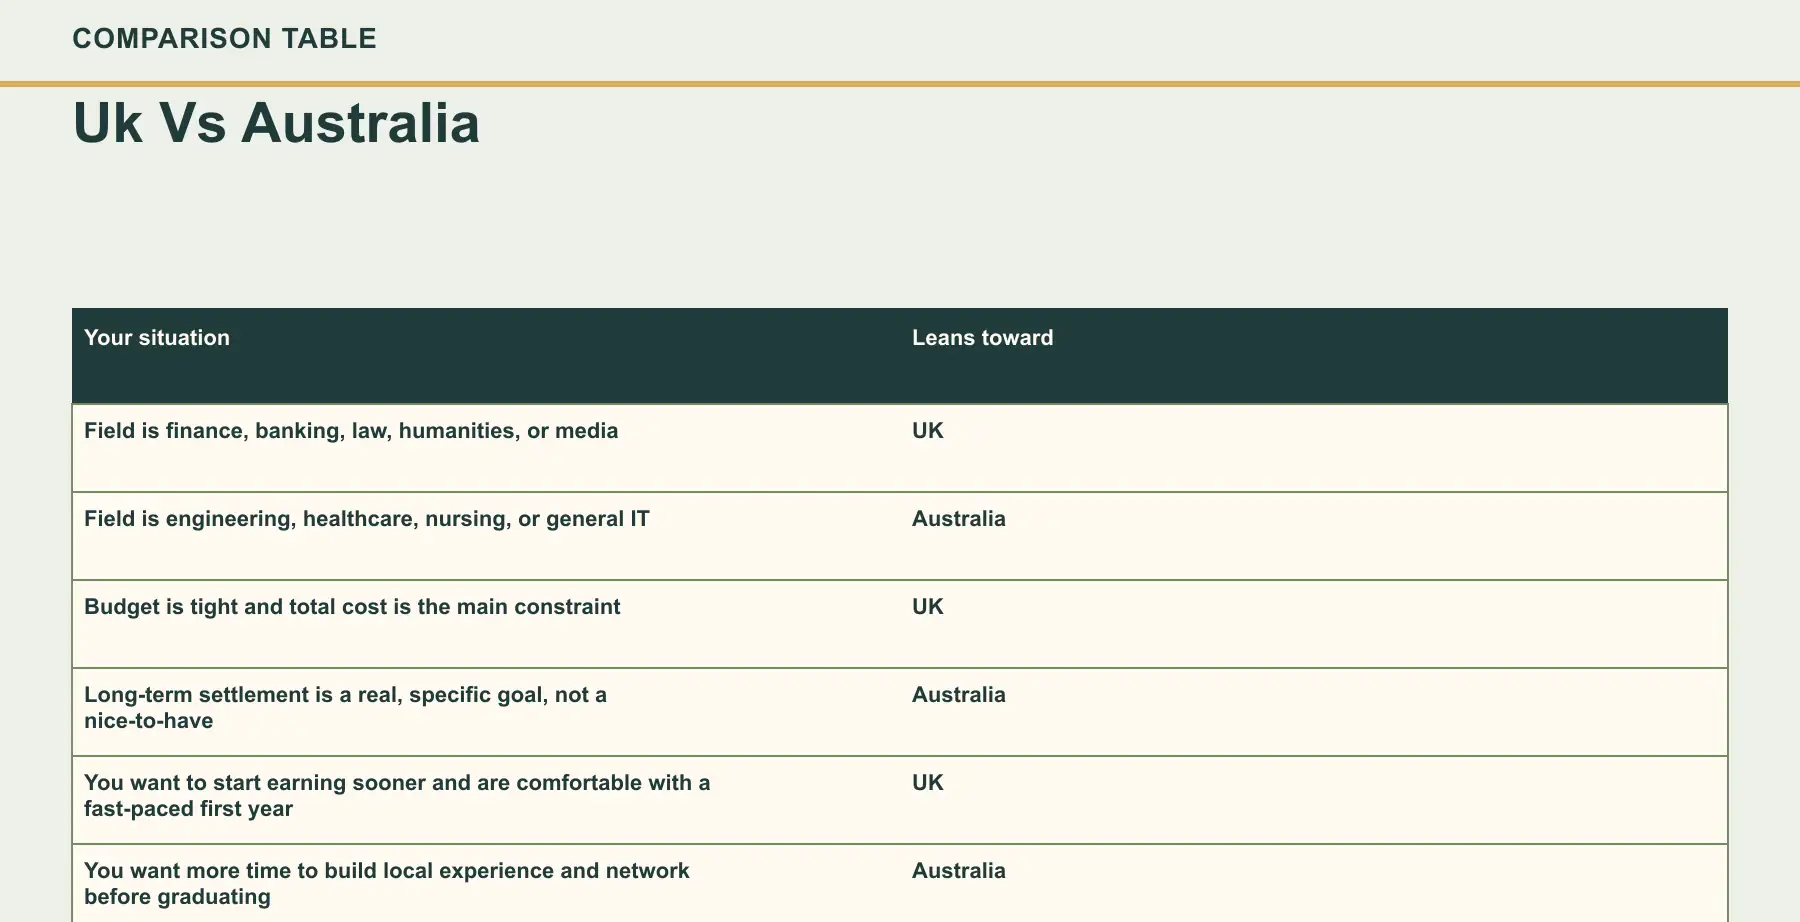 COMPARISON TABLE
Uk Vs Australia
Your situation
Leans toward
Field is finance, banking, law, humanities, or media
UK
Field is engineering, healthcare, nursing, or general IT
Australia
Budget is tight and total cost is the main constraint
UK
Long-term settlement is a real, specific goal, not a
nice-to-have
Australia
You want to start earning sooner and are comfortable with a
fast-paced first year
UK
You want more time to build local experience and network
before graduating
Australia